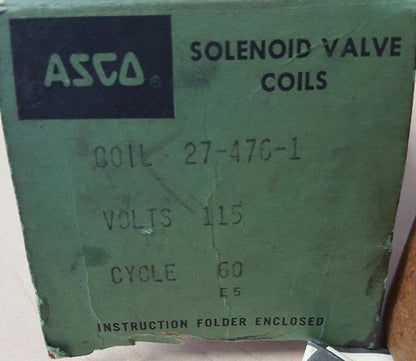 ASCO®
SOLENOID VALVE
COILS
COIL 27-476-1
VOLTS 115
CYCLE 60
E5
INSTRUCTION FOLDER ENCLOSED